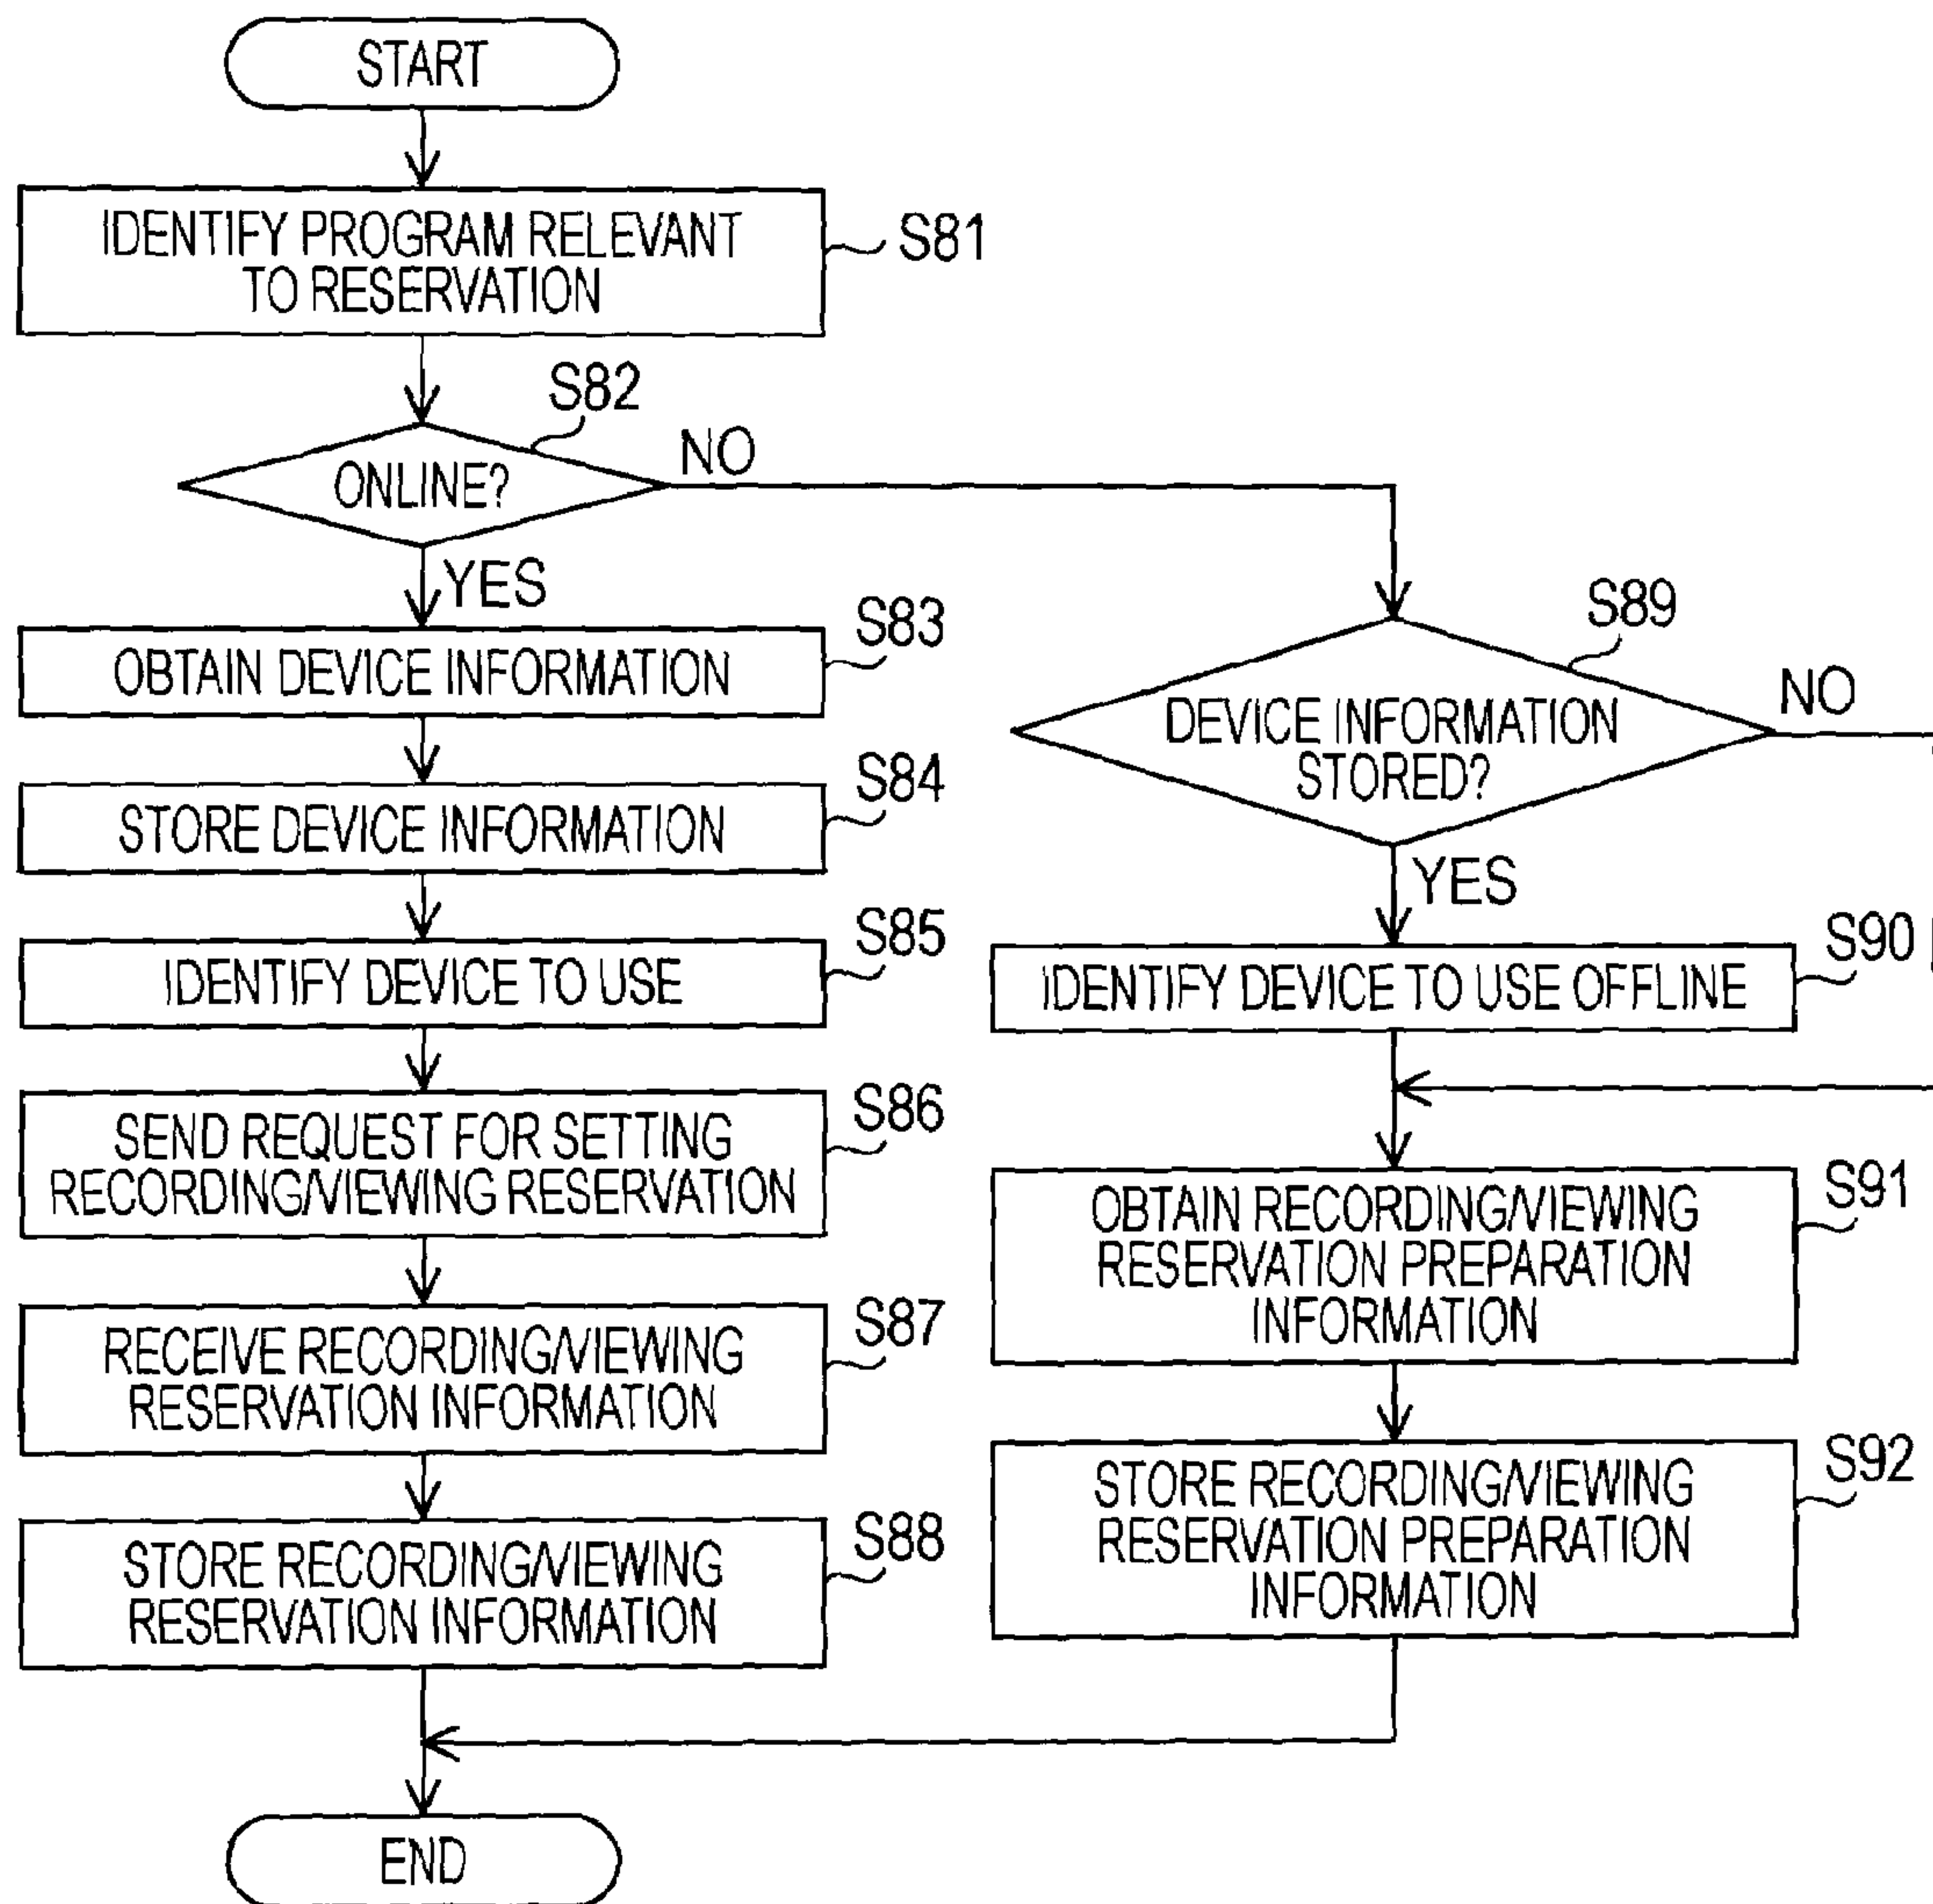 START
IDENTIFY PROGRAM RELEVANT
TO RESERVATION
S81
S82
ONLINE?
NO
YES
OBTAIN DEVICE INFORMATION
S83
STORE DEVICE INFORMATION
S84
IDENTIFY DEVICE TO USE
S85
SEND REQUEST FOR SETTING
RECORDING/VIEWING RESERVATION
S86
RECEIVE RECORDING/VIEWING
RESERVATION INFORMATION
S87
STORE RECORDING/VIEWING
RESERVATION INFORMATION
S88
S89
DEVICE INFORMATION
STORED?
NO
YES
IDENTIFY DEVICE TO USE OFFLINE
S90
OBTAIN RECORDING/VIEWING
RESERVATION PREPARATION
INFORMATION
S91
STORE RECORDING/VIEWING
RESERVATION PREPARATION
INFORMATION
S92
END